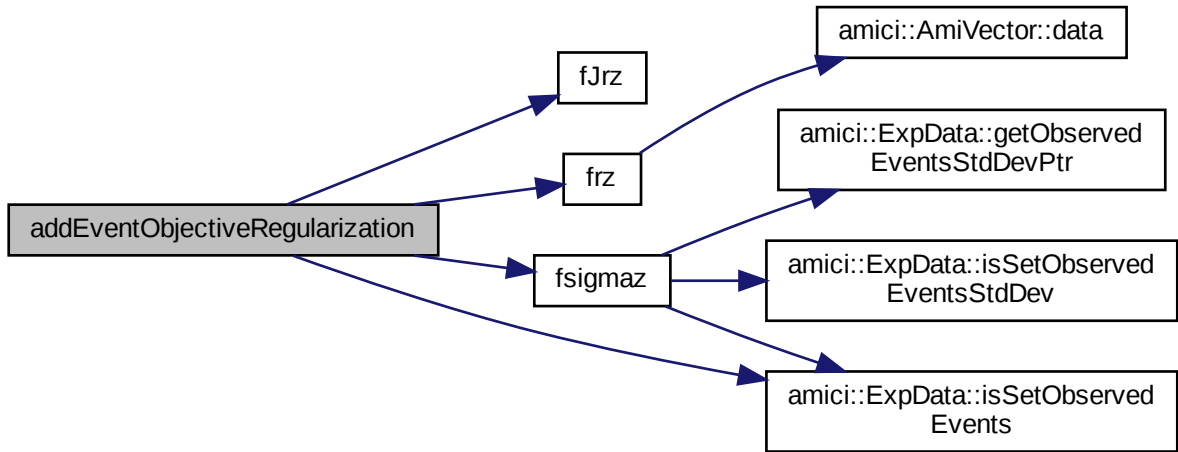 addEventObjectiveRegularization
fJrz
frz
fsigmaz
amici::AmiVector::data
amici::ExpData::getObserved
EventsStdDevPtr
amici::ExpData::isSetObserved
EventsStdDev
amici::ExpData::isSetObserved
Events